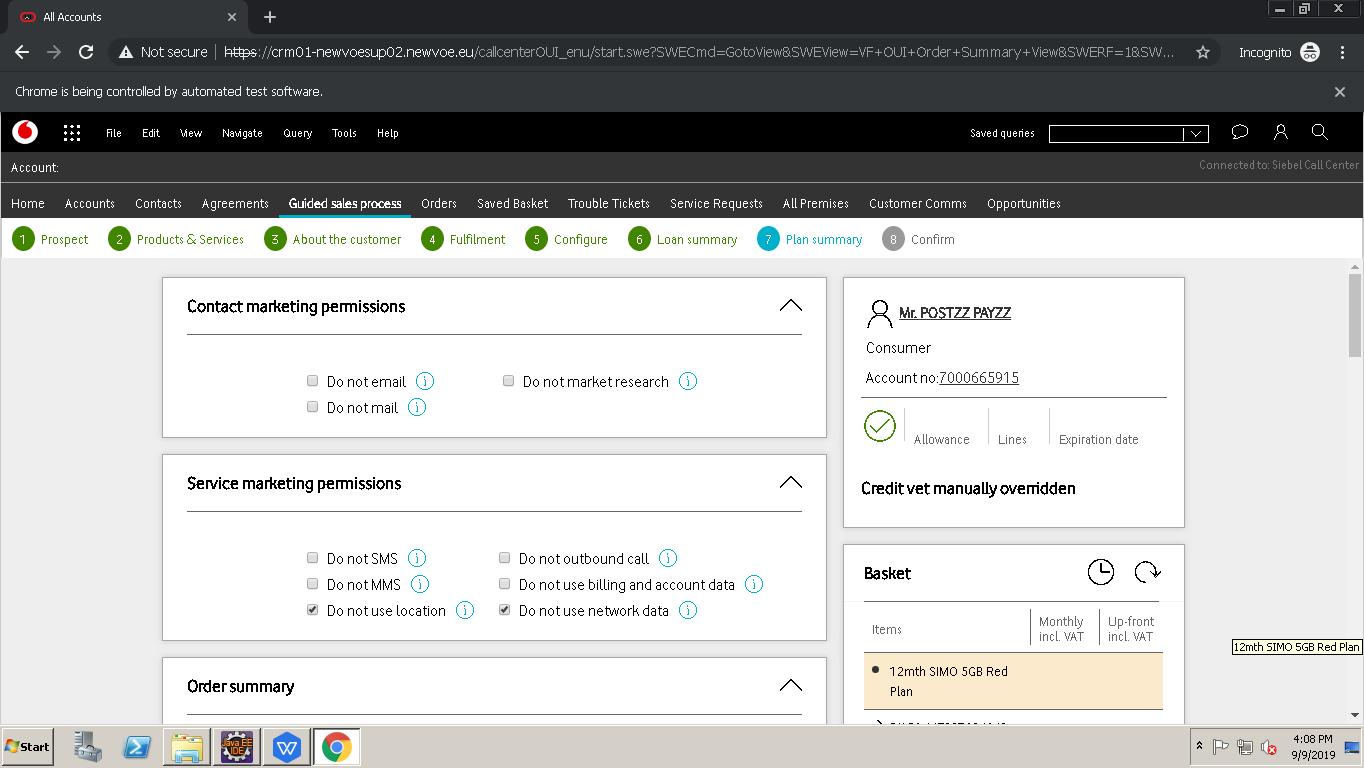 All Accounts
Not secure https://crm01-newvoesup02.newvoe.eu/callcenterOUI_enu/start.swe?SWECmd=GotoView&SWEView=VF+OUI+Order+Summary+View&SWERF=1&SW... Incognito
Chrome is being controlled by automated test software.
File Edit View Navigate Query Tools Help Saved queries
Account: Connected to: Siebel Call Center
Home Accounts Contacts Agreements Guided sales process Orders Saved Basket Trouble Tickets Service Requests All Premises Customer Comms Opportunities
1 Prospect 2 Products & Services 3 About the customer 4 Fulfilment 5 Configure 6 Loan summary 7 Plan summary 8 Confirm
Contact marketing permissions
Do not email Do not market research
Do not mail
Service marketing permissions
Do not SMS Do not outbound call
Do not MMS Do not use billing and account data
Do not use location Do not use network data
Order summary
Mr. POSTZZ PAYZZ
Consumer
Account no:7000665915
Allowance Lines Expiration date
Credit vet manually overridden
Basket
Items Monthly incl. VAT Up-front incl. VAT
12mth SIMO 5GB Red
Plan
12mth SIMO 5GB Red Plan
Start Java EE IDE 4:08 PM
9/9/2019